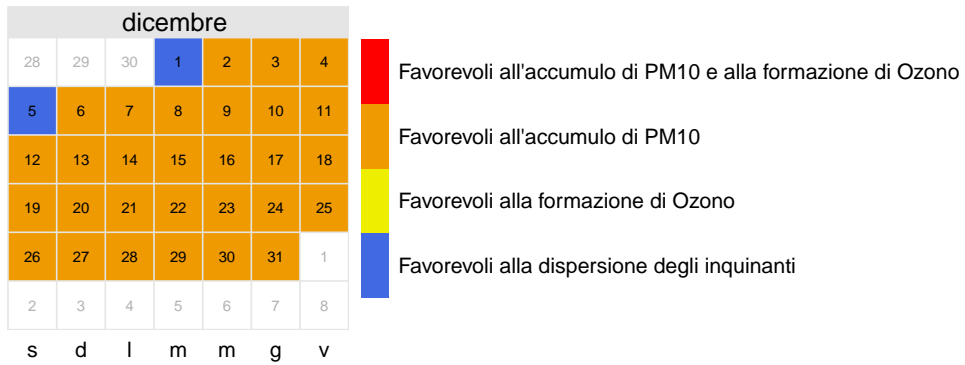 dicembre
28 29 30 1 2 3 4
5 6 7 8 9 10 11
12 13 14 15 16 17 18
19 20 21 22 23 24 25
26 27 28 29 30 31 1
2 3 4 5 6 7 8
s d l m m g v
Favorevoli all'accumulo di PM10 e alla formazione di Ozono
Favorevoli all'accumulo di PM10
Favorevoli alla formazione di Ozono
Favorevoli alla dispersione degli inquinanti